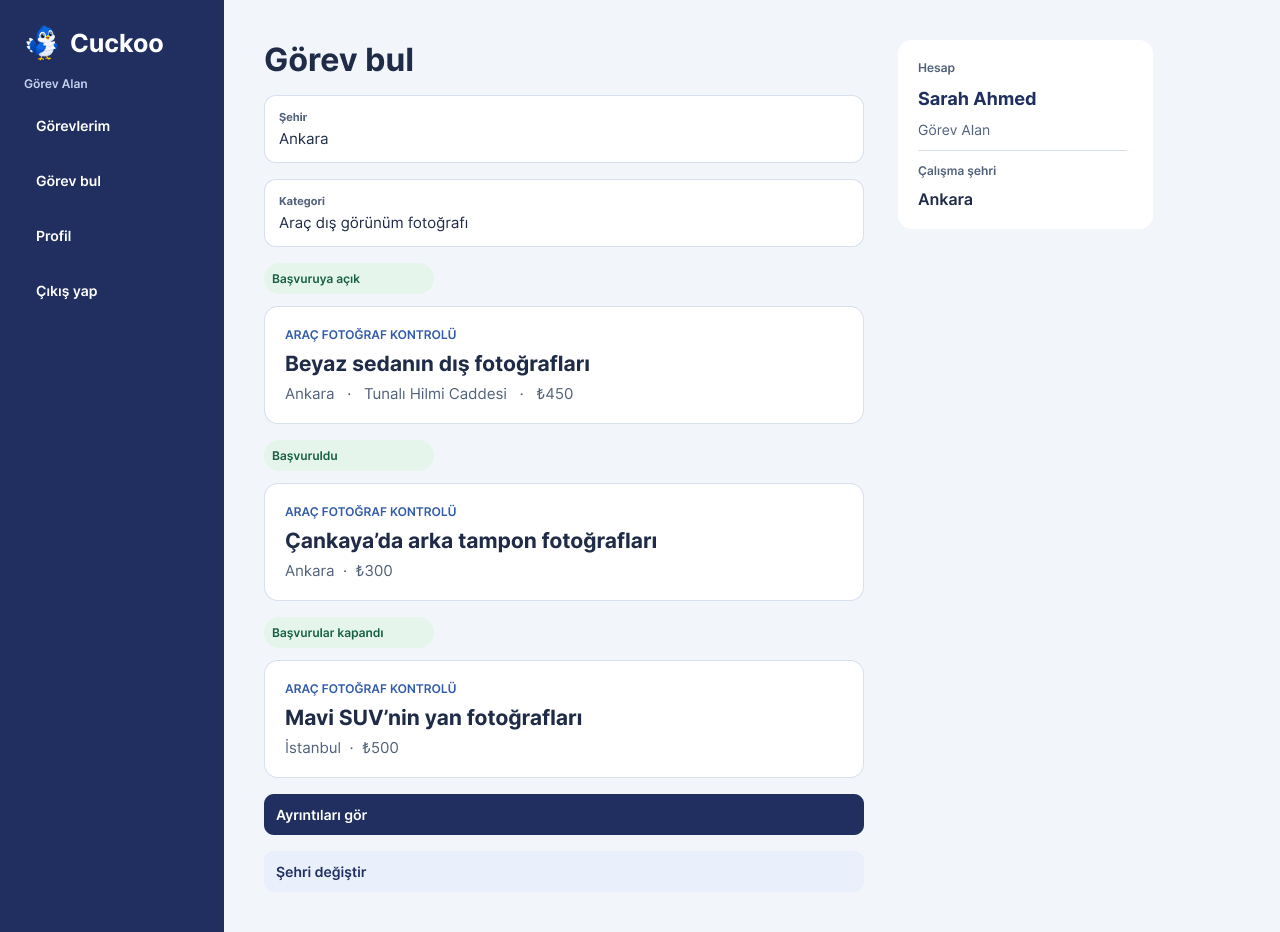 Cuckoo
Görev Alan
Görevlerim
Görev bul
Profil
Çıkış yap
Görev bul
Şehir
Ankara
Kategori
Araç dış görünüm fotoğrafı
Başvuruya açık
ARAÇ FOTOĞRAF KONTROLÜ
Beyaz sedanın dış fotoğrafları
Ankara · Tunalı Hilmi Caddesi · ₺450
Başvuruldu
ARAÇ FOTOĞRAF KONTROLÜ
Çankaya’da arka tampon fotoğrafları
Ankara · ₺300
Başvurular kapandı
ARAÇ FOTOĞRAF KONTROLÜ
Mavi SUV’nin yan fotoğrafları
İstanbul · ₺500
Ayrıntıları gör
Şehri değiştir
Hesap
Sarah Ahmed
Görev Alan
Çalışma şehri
Ankara